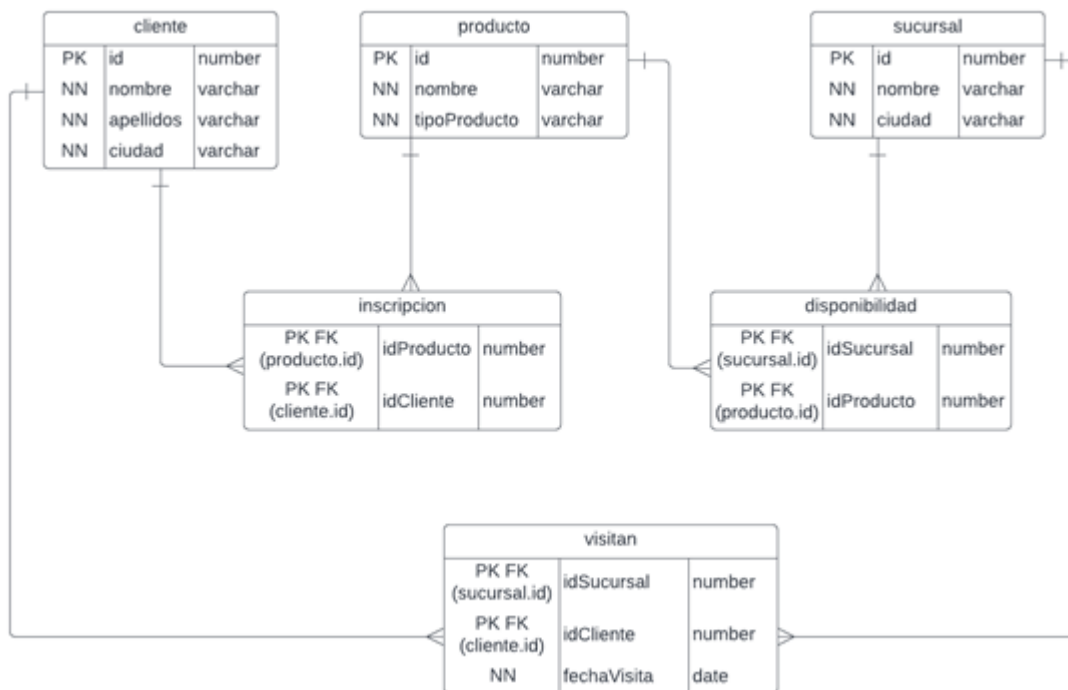 cliente
PK id number
NN nombre varchar
NN apellidos varchar
NN ciudad varchar
producto
PK id number
NN nombre varchar
NN tipoProducto varchar
sucursal
PK id number
NN nombre varchar
NN ciudad varchar
inscripcion
PK FK
(producto.id) idProducto number
PK FK
(cliente.id) idCliente number
disponibilidad
PK FK
(sucursal.id) idSucursal number
PK FK
(producto.id) idProducto number
visitan
PK FK
(sucursal.id) idSucursal number
PK FK
(cliente.id) idCliente number
NN fechaVisita date